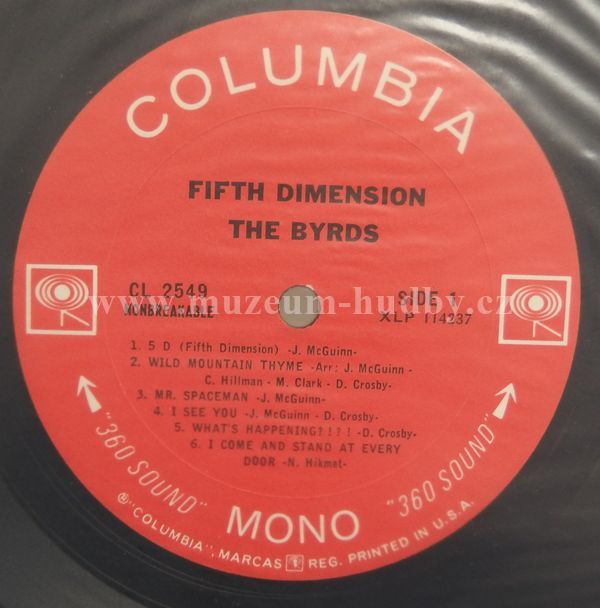 COLUMBIA
FIFTH DIMENSION
THE BYRDS
CL 2549
NONBREAKABLE
SIDE 1
XLP 114237
www.muzeum-hudby.cz
1. 5 D (Fifth Dimension) -J. McGuinn-
2. WILD MOUNTAIN THYME -Arr: J. McGuinn -
C. Hillman - M. Clark - D. Crosby-
3. MR. SPACEMAN -J. McGuinn-
4. I SEE YOU -J. McGuinn - D. Crosby-
5. WHAT'S HAPPENING?!?! -D. Crosby-
6. I COME AND STAND AT EVERY
DOOR -N. Hikmet-
"360 SOUND" MONO "360 SOUND"
℗"COLUMBIA", MARCAS REG. PRINTED IN U.S.A.